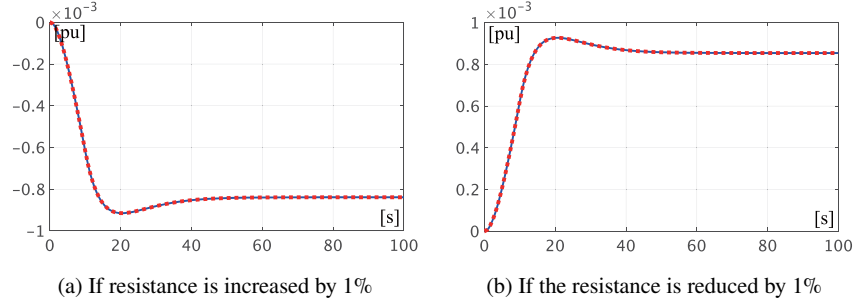 ×10⁻³
0
[pu]
−0.2
−0.4
−0.6
−0.8
−1
[s]
0 20 40 60 80 100
(a) If resistance is increased by 1%
×10⁻³
1
[pu]
0.8
0.6
0.4
0.2
0
[s]
0 20 40 60 80 100
(b) If the resistance is reduced by 1%